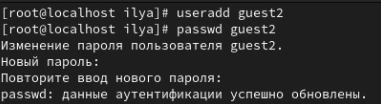 [root@localhost ilya]# useradd guest2
[root@localhost ilya]# passwd guest2
Изменение пароля пользователя guest2.
Новый пароль:
Повторите ввод нового пароля:
passwd: данные аутентификации успешно обновлены.